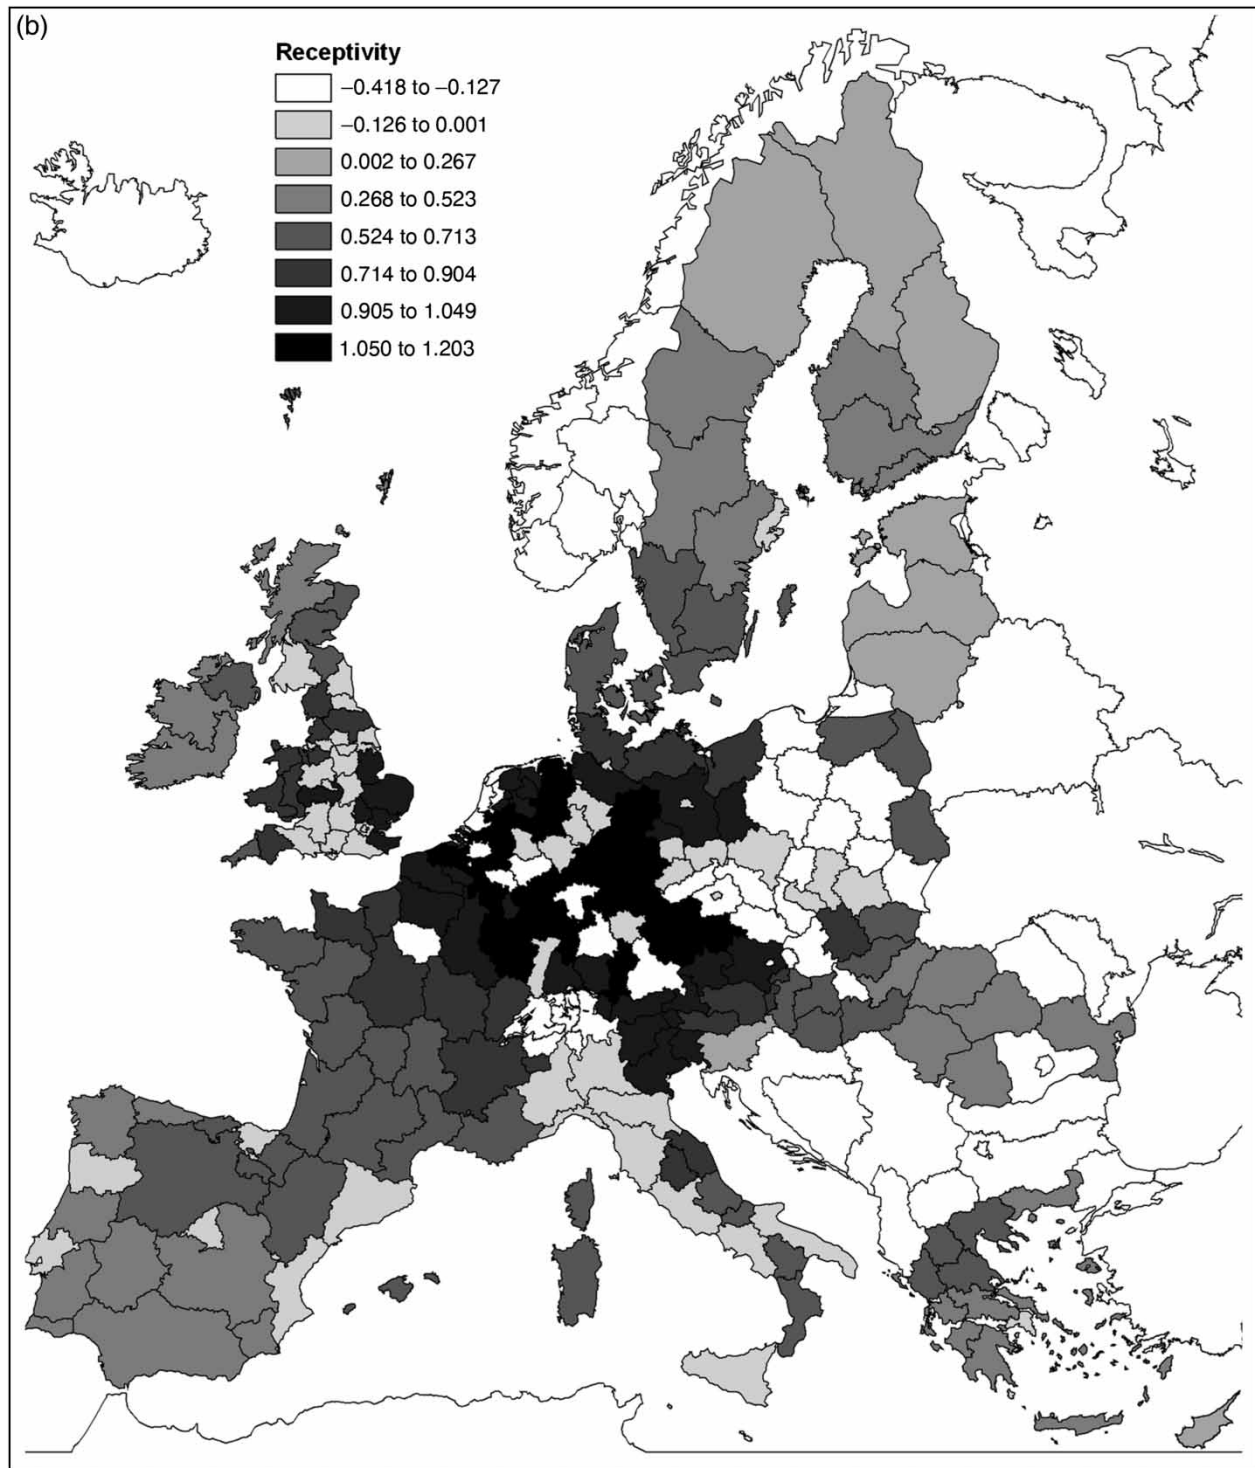 (b)
Receptivity
−0.418 to −0.127
−0.126 to 0.001
0.002 to 0.267
0.268 to 0.523
0.524 to 0.713
0.714 to 0.904
0.905 to 1.049
1.050 to 1.203